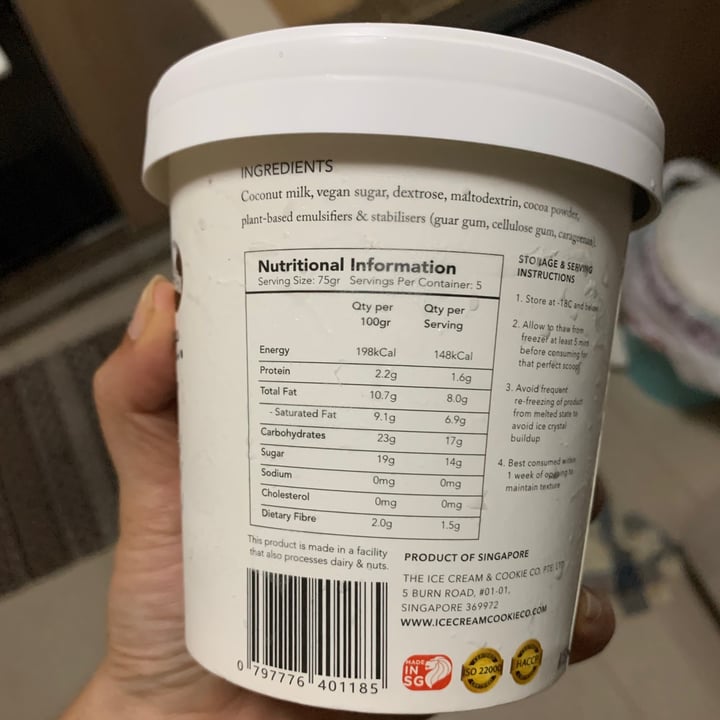 INGREDIENTS
Coconut milk, vegan sugar, dextrose, maltodextrin, cocoa powder,
plant-based emulsifiers & stabilisers (guar gum, cellulose gum, carageenan).
Nutritional Information
Serving Size: 75gr Servings Per Container: 5
Qty per 100gr Qty per Serving
Energy 198kCal 148kCal
Protein 2.2g 1.6g
Total Fat 10.7g 8.0g
- Saturated Fat 9.1g 6.9g
Carbohydrates 23g 17g
Sugar 19g 14g
Sodium 0mg 0mg
Cholesterol 0mg 0mg
Dietary Fibre 2.0g 1.5g
This product is made in a facility
that also processes dairy & nuts.
0 797776 401185
STORAGE & SERVING
INSTRUCTIONS
1. Store at -18C and below
2. Allow to thaw from
freezer at least 5 mins
before consuming for
that perfect scoop
3. Avoid frequent
re-freezing of product
from melted state to
avoid ice crystal
buildup
4. Best consumed within
1 week of opening to
maintain texture
PRODUCT OF SINGAPORE
THE ICE CREAM & COOKIE CO. PTE LTD
5 BURN ROAD, #01-01,
SINGAPORE 369972
WWW.ICECREAMCOOKIECO.COM
MADE
IN
SG
ISO 22000
HACCP